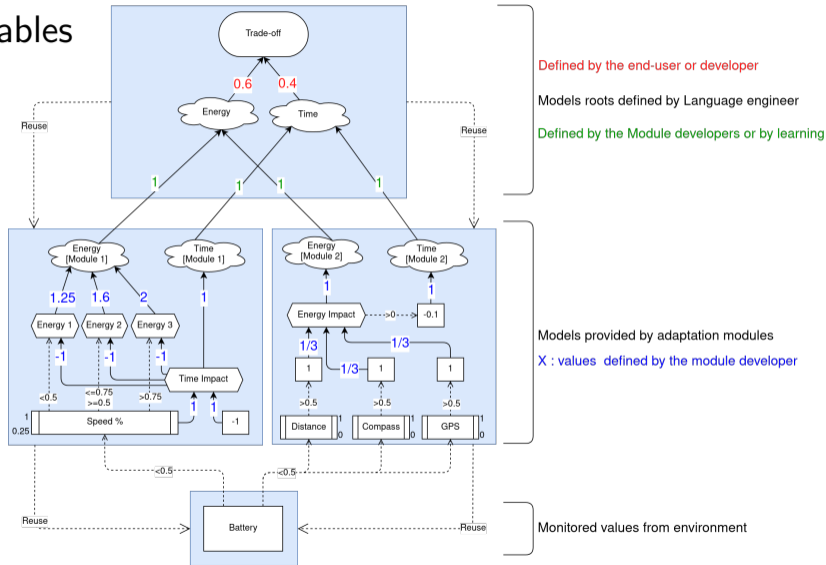 ables
Trade-off
0.6
0.4
Energy
Time
Reuse
Reuse
1
1
1
1
Defined by the end-user or developer
Models roots defined by Language engineer
Defined by the Module developers or by learning
Energy
[Module 1]
Time
[Module 1]
Energy
[Module 2]
Time
[Module 2]
1.25
1.6
2
1
1
1
Energy 1
Energy 2
Energy 3
Energy Impact
>0
-0.1
-1
-1
-1
1/3
1/3
1/3
Time Impact
1
1
1
<0.5
<=0.75
>=0.5
>0.75
1
1
>0.5
>0.5
>0.5
1
0.25
Speed %
-1
Distance
1
0
Compass
1
0
GPS
1
0
<0.5
<0.5
Models provided by adaptation modules
X : values defined by the module developer
Reuse
Battery
Reuse
Monitored values from environment